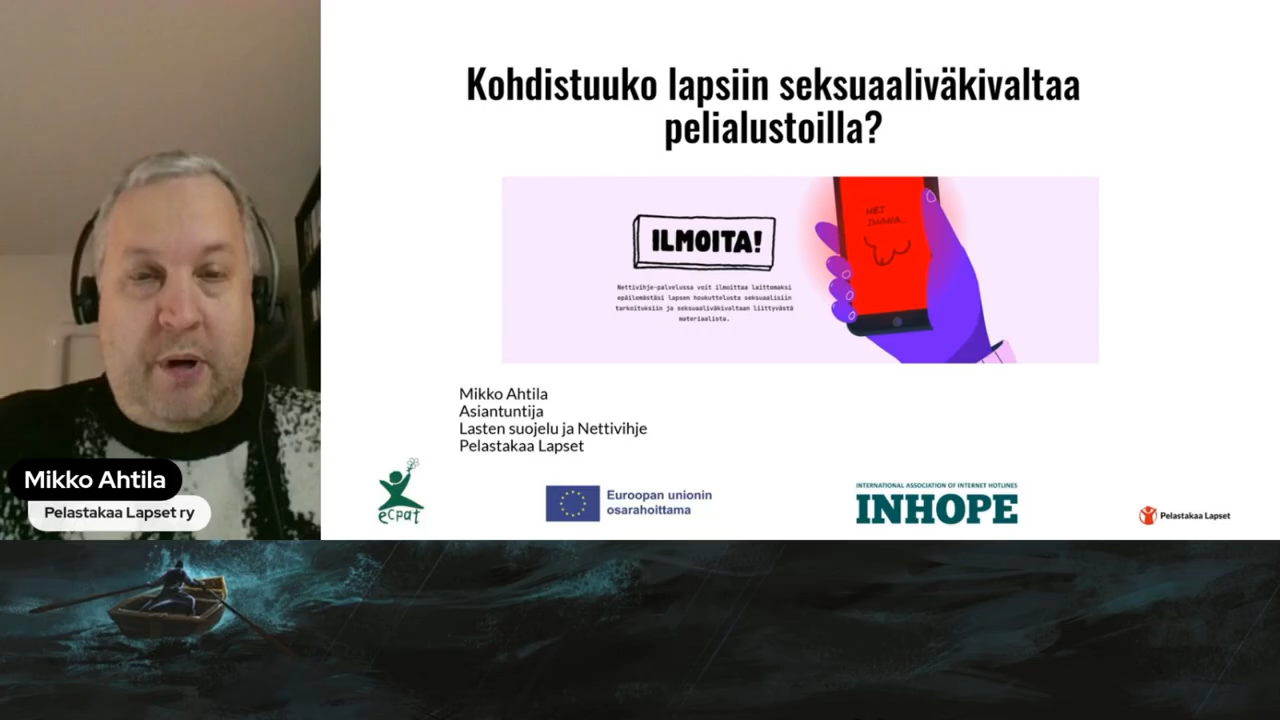 Kohdistuuko lapsiin seksuaaliväkivaltaa
pelialustoilla?
ILMOITA!
Nettivihje-palvelussa voit ilmoittaa laittomaksi
epäilemästäsi lapsen houkuttelusta seksuaalisiin
tarkoituksiin ja seksuaaliväkivaltaan liittyvästä
materiaalista.
HEI
Mikko Ahtila
Asiantuntija
Lasten suojelu ja Nettivihje
Pelastakaa Lapset
Mikko Ahtila
Pelastakaa Lapset ry
ecpat
Euroopan unionin
osarahoittama
INTERNATIONAL ASSOCIATION OF INTERNET HOTLINES
INHOPE
Pelastakaa Lapset